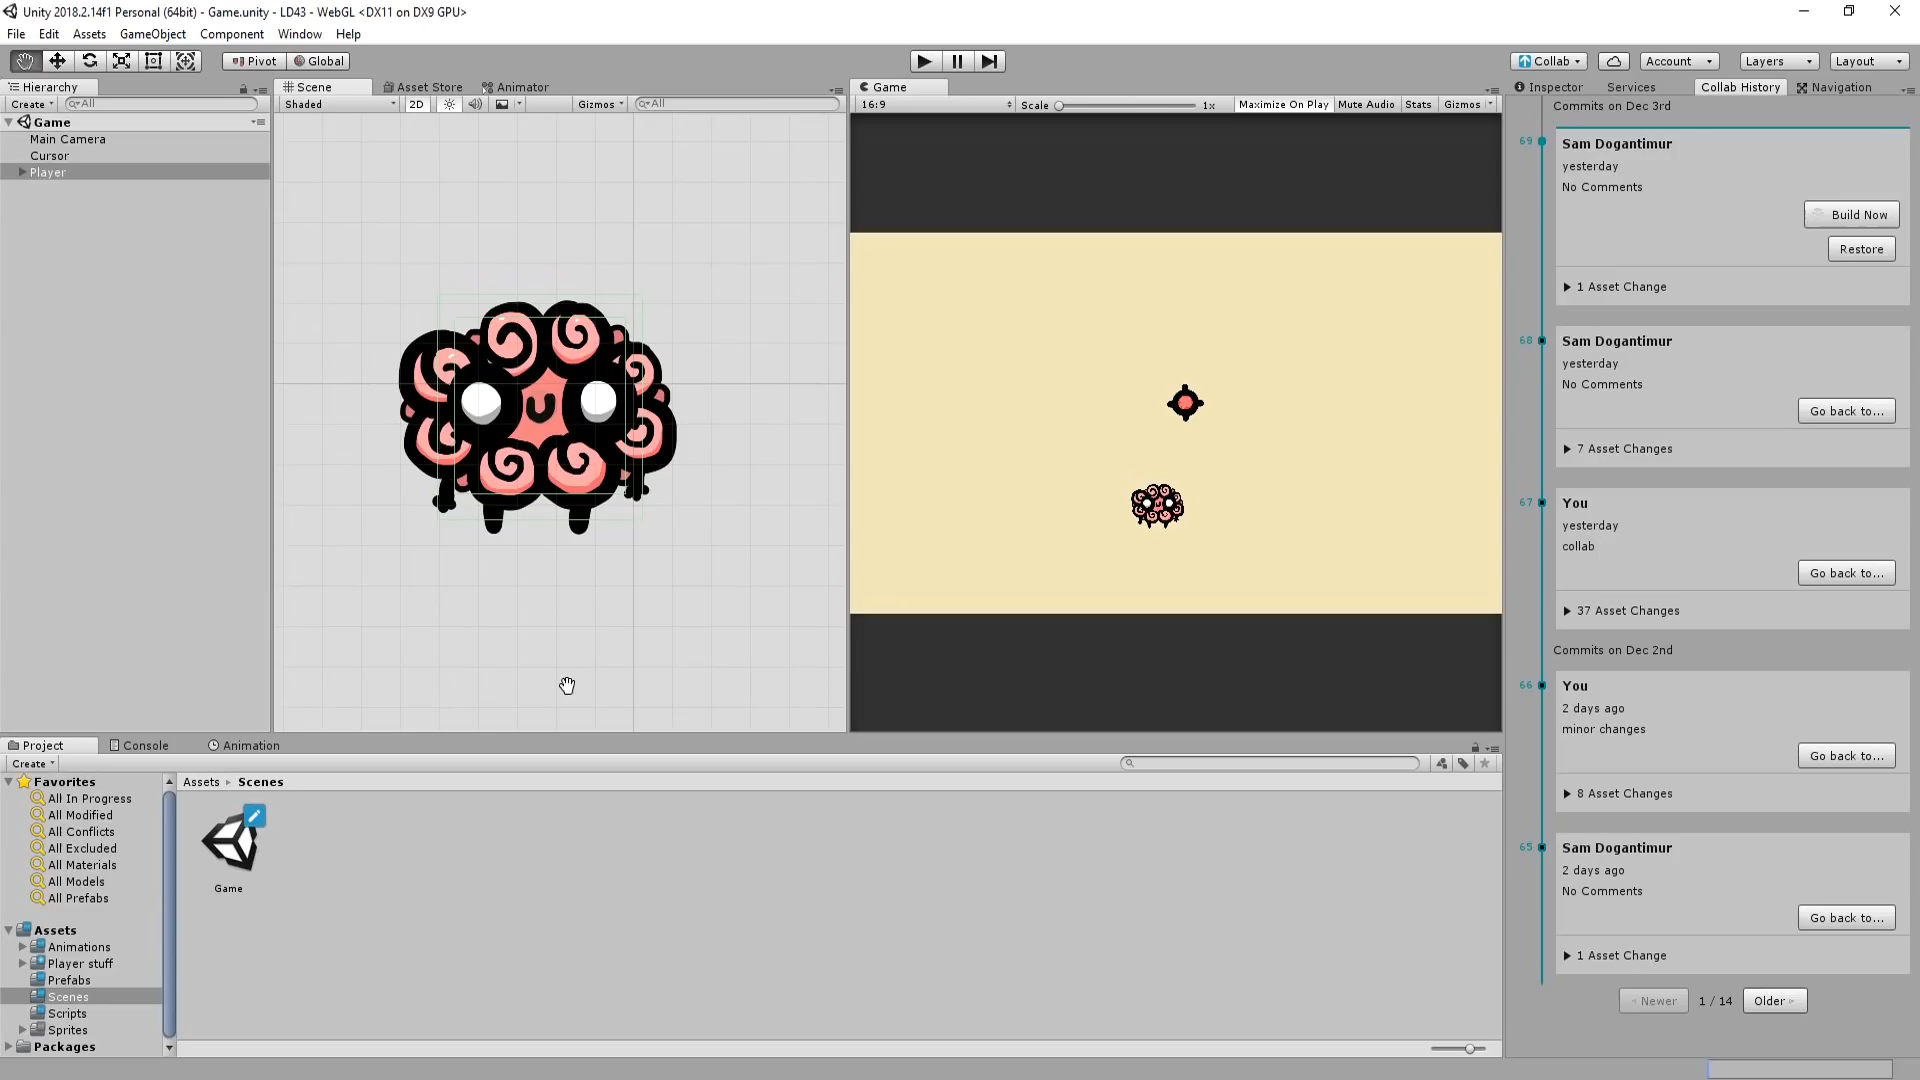 Unity 2018.2.14f1 Personal (64bit) - Game.unity - LD43 - WebGL <DX11 on DX9 GPU>
File Edit Assets GameObject Component Window Help
Pivot Global Collab Account Layers Layout
Hierarchy
Create All
Game
Main Camera
Cursor
Player
Scene Asset Store Animator
Shaded 2D Gizmos All
Game
16:9 Scale 1x Maximize On Play Mute Audio Stats Gizmos
Inspector Services Collab History Navigation
Commits on Dec 3rd
69 Sam Dogantimur
yesterday
No Comments
Build Now
Restore
1 Asset Change
68 Sam Dogantimur
yesterday
No Comments
Go back to...
7 Asset Changes
67 You
yesterday
collab
Go back to...
37 Asset Changes
Commits on Dec 2nd
66 You
2 days ago
minor changes
Go back to...
8 Asset Changes
65 Sam Dogantimur
2 days ago
No Comments
Go back to...
1 Asset Change
Newer 1 / 14 Older
Project Console Animation
Create
Favorites
All In Progress
All Modified
All Conflicts
All Excluded
All Materials
All Models
All Prefabs
Assets
Animations
Player stuff
Prefabs
Scenes
Scripts
Sprites
Packages
Assets Scenes
Game